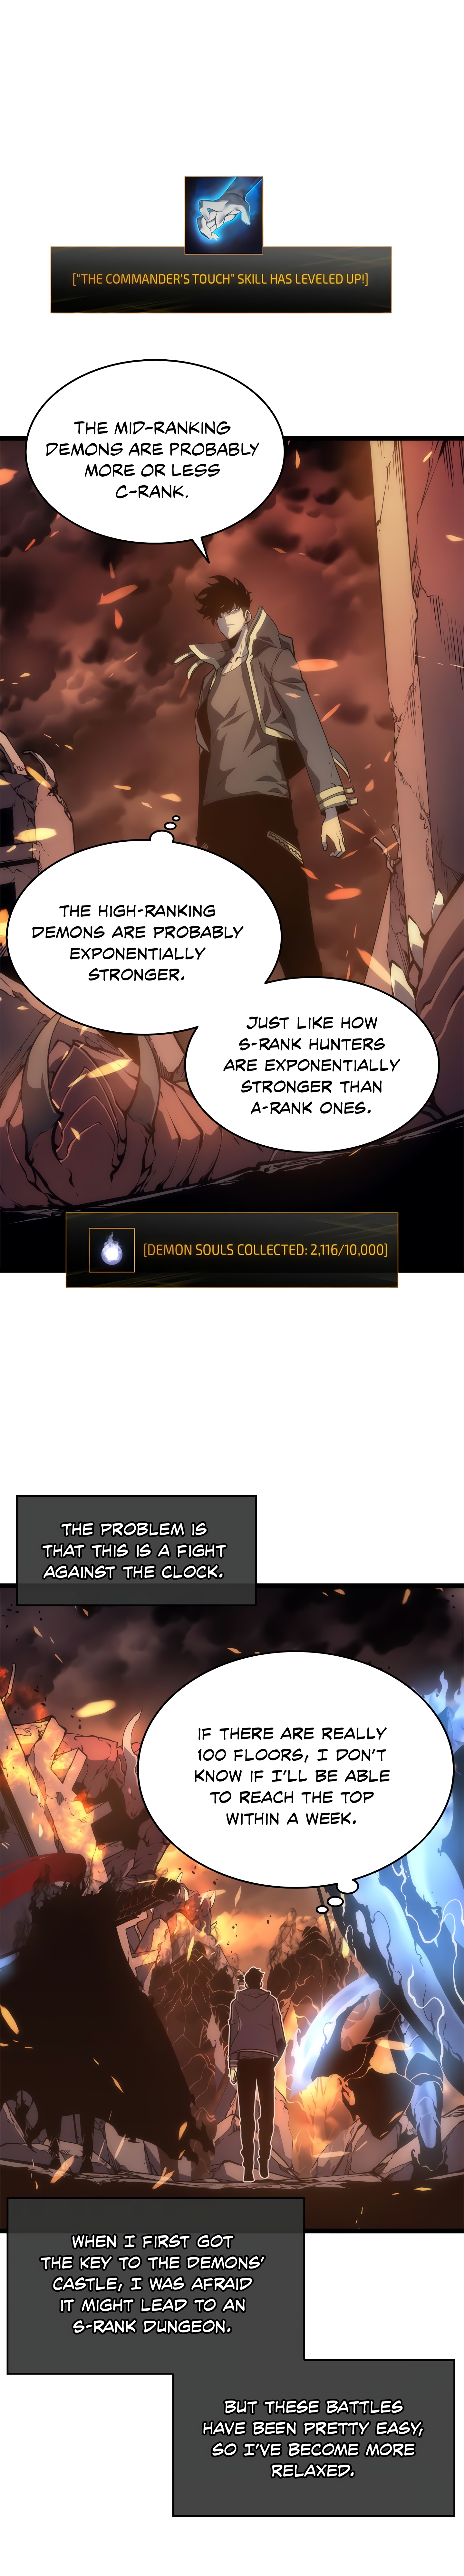 ["THE COMMANDER'S TOUCH" SKILL HAS LEVELED UP!]
THE MID-RANKING
DEMONS ARE PROBABLY
MORE OR LESS
C-RANK.
THE HIGH-RANKING
DEMONS ARE PROBABLY
EXPONENTIALLY
STRONGER.
JUST LIKE HOW
S-RANK HUNTERS
ARE EXPONENTIALLY
STRONGER THAN
A-RANK ONES.
[DEMON SOULS COLLECTED: 2,116/10,000]
THE PROBLEM IS
THAT THIS IS A FIGHT
AGAINST THE CLOCK.
IF THERE ARE REALLY
100 FLOORS, I DON'T
KNOW IF I'LL BE ABLE
TO REACH THE TOP
WITHIN A WEEK.
WHEN I FIRST GOT
THE KEY TO THE DEMONS'
CASTLE, I WAS AFRAID
IT MIGHT LEAD TO AN
S-RANK DUNGEON.
BUT THESE BATTLES
HAVE BEEN PRETTY EASY,
SO I'VE BECOME MORE
RELAXED.